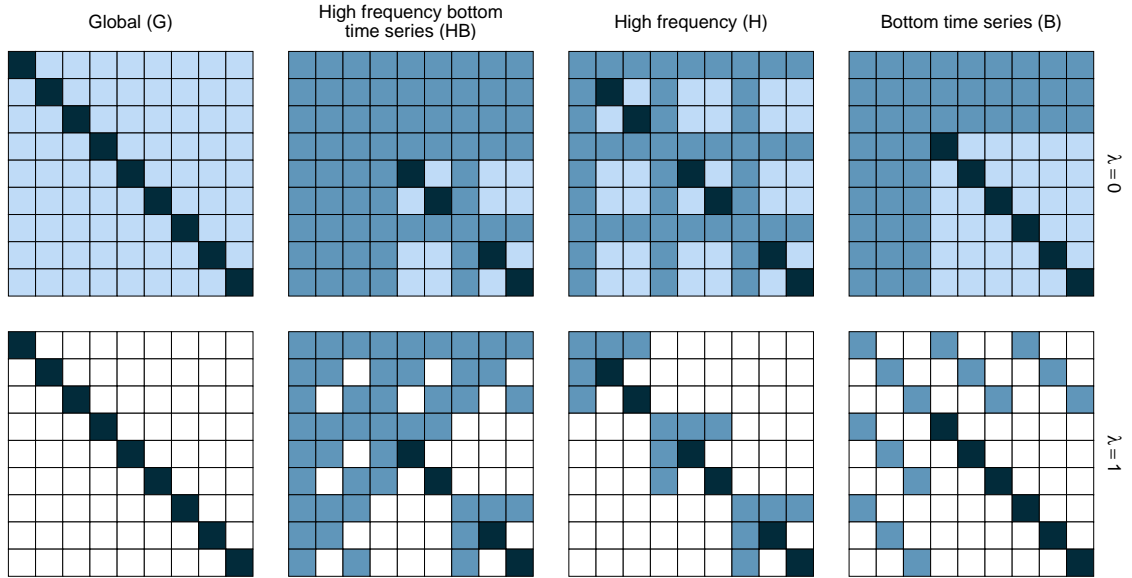 Global (G)
High frequency bottom
time series (HB)
High frequency (H)
Bottom time series (B)
λ = 0
λ = 1